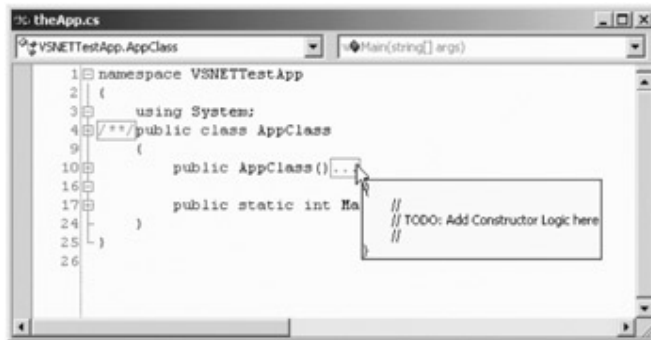 theApp.cs
VSNETTestApp.AppClass Main(string[] args)
1 namespace VSNETTestApp
2 {
3 using System;
4 /**/public class AppClass
9 {
10 public AppClass()...
16 {
17 public static int Ma //
24 } // TODO: Add Constructor Logic here
25 } //
26 }